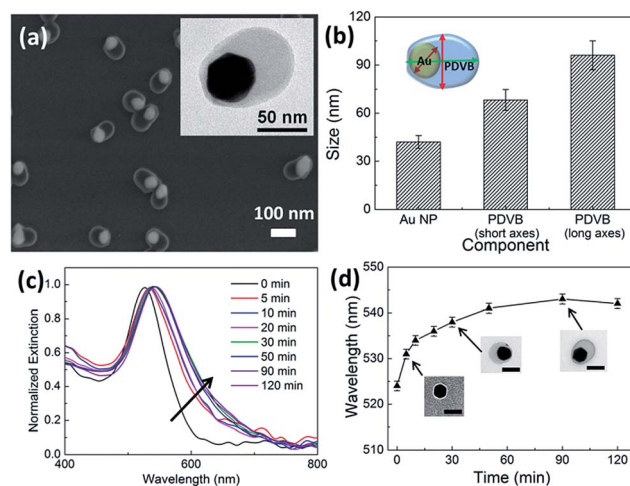 (a)
50 nm
100 nm
(b)
120
90
60
30
Size (nm)
Au
PDVB
Au NP
PDVB
(short axes)
PDVB
(long axes)
Component
(c)
1.0
0.8
0.6
0.4
0.2
0.0
Normalized Extinction
0 min
5 min
10 min
20 min
30 min
50 min
90 min
120 min
400
600
800
Wavelength (nm)
(d)
550
540
530
520
510
Wavelength (nm)
0
30
60
90
120
Time (min)